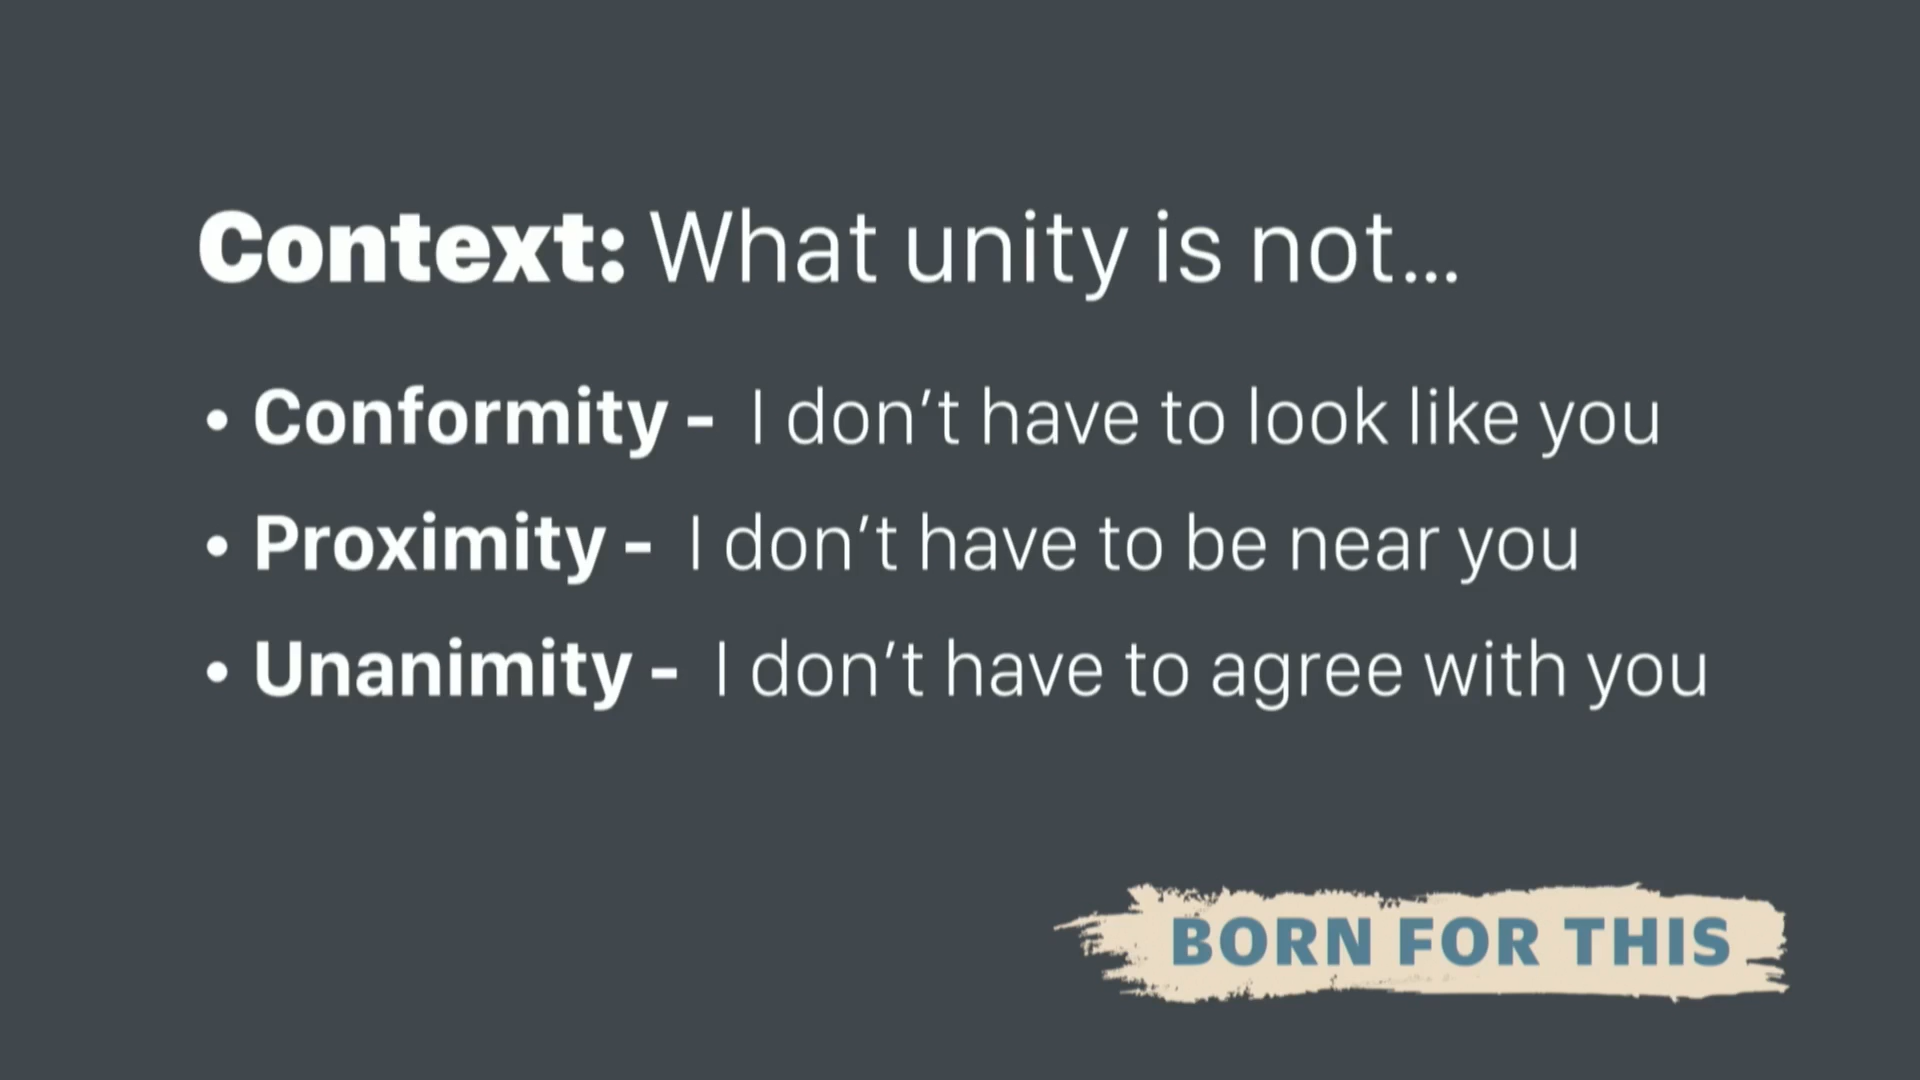 Context: What unity is not...
• Conformity - I don’t have to look like you
• Proximity - I don’t have to be near you
• Unanimity - I don’t have to agree with you
BORN FOR THIS